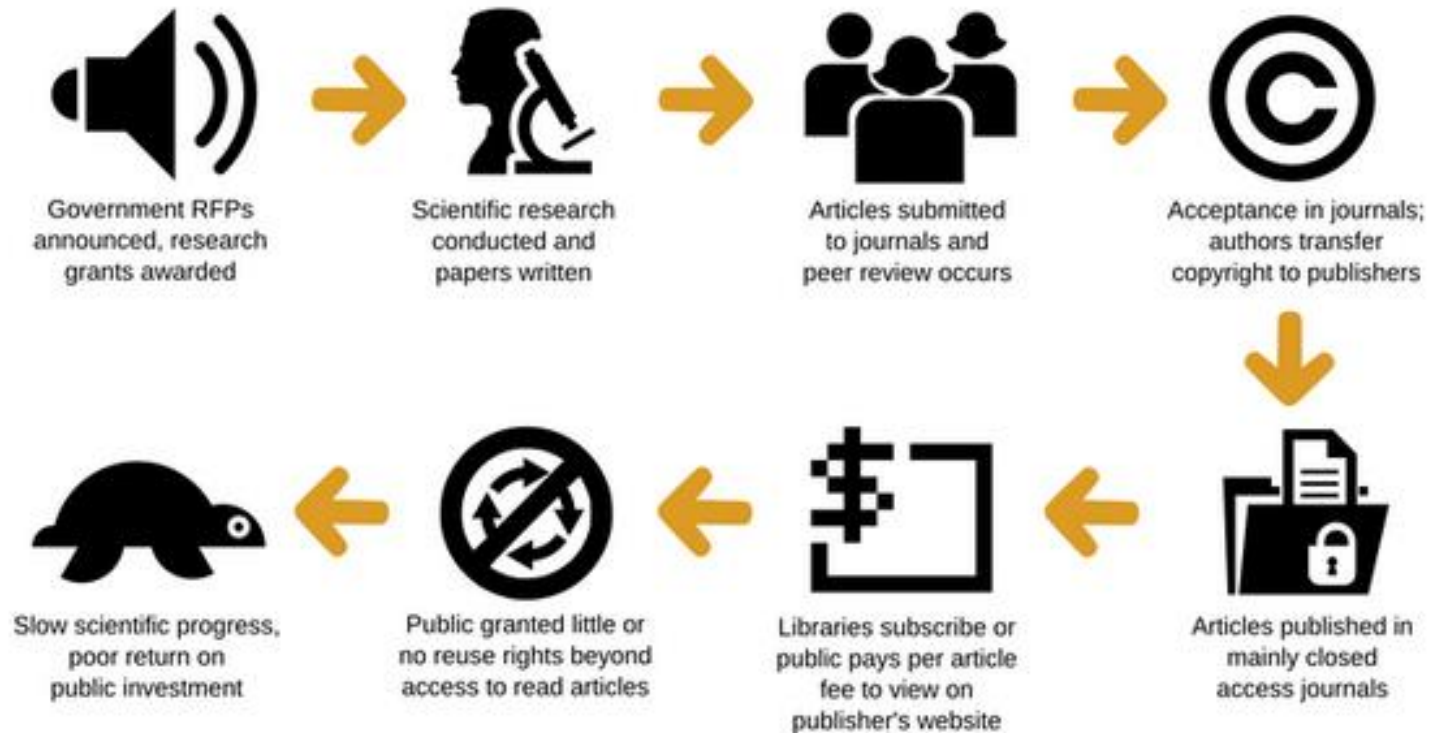 Government RFPs
announced, research
grants awarded
Scientific research
conducted and
papers written
Articles submitted
to journals and
peer review occurs
Acceptance in journals;
authors transfer
copyright to publishers
Articles published in
mainly closed
access journals
Libraries subscribe or
public pays per article
fee to view on
publisher's website
Public granted little or
no reuse rights beyond
access to read articles
Slow scientific progress,
poor return on
public investment